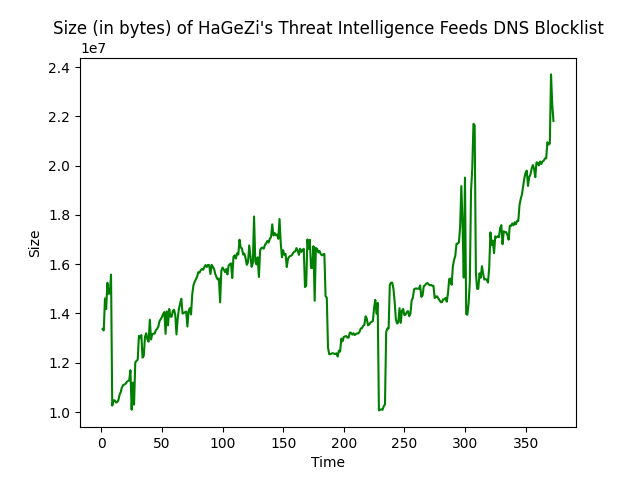 Size (in bytes) of HaGeZi's Threat Intelligence Feeds DNS Blocklist
1e7
2.4
2.2
2.0
1.8
1.6
1.4
1.2
1.0
Size
0 50 100 150 200 250 300 350
Time